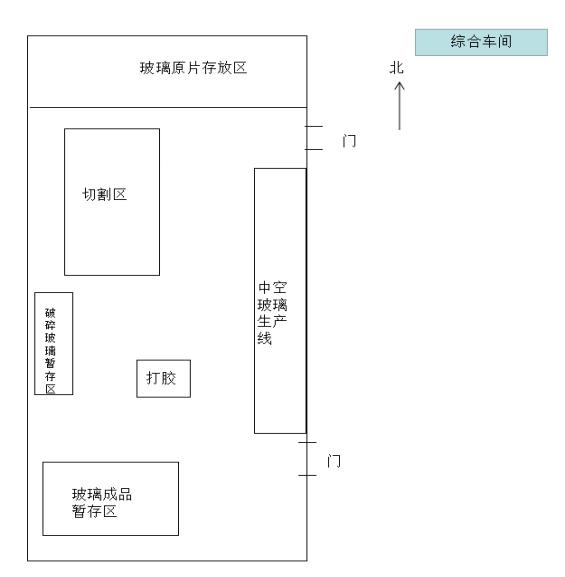 综合车间
玻璃原片存放区
北
门
切割区
中空
玻璃
生产
线
破
碎
玻
璃
暂
存
区
打胶
门
玻璃成品
暂存区